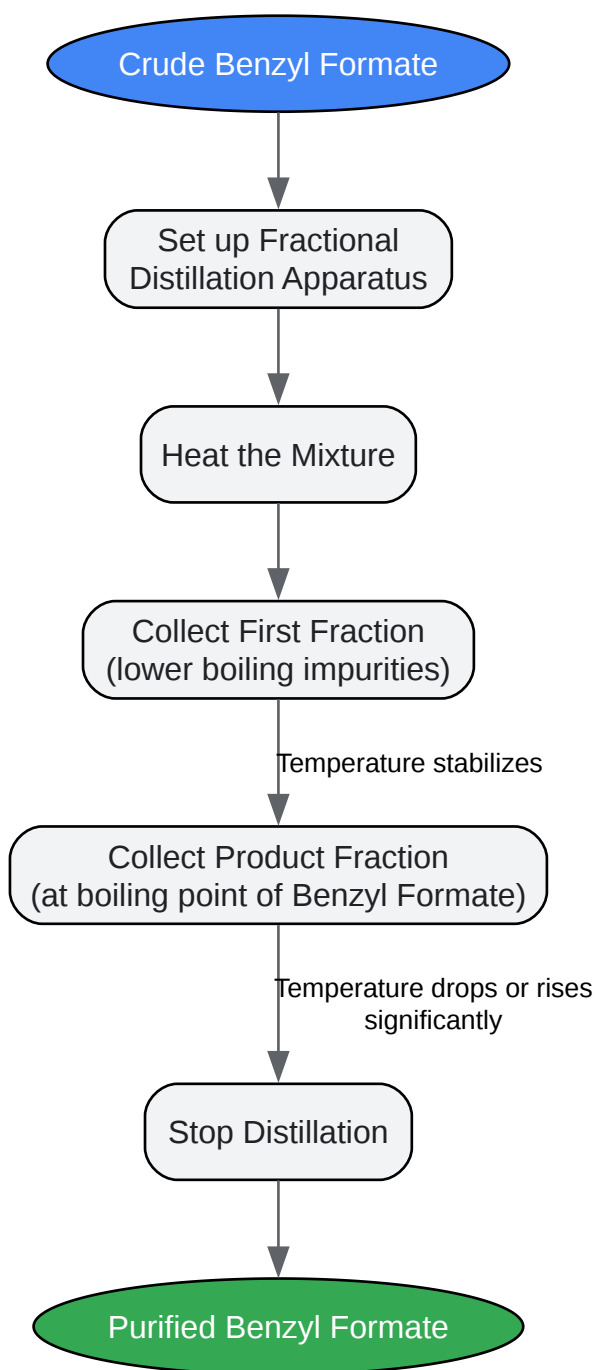 Crude Benzyl Formate
Set up Fractional
Distillation Apparatus
Heat the Mixture
Collect First Fraction
(lower boiling impurities)
Temperature stabilizes
Collect Product Fraction
(at boiling point of Benzyl Formate)
Temperature drops or rises
significantly
Stop Distillation
Purified Benzyl Formate